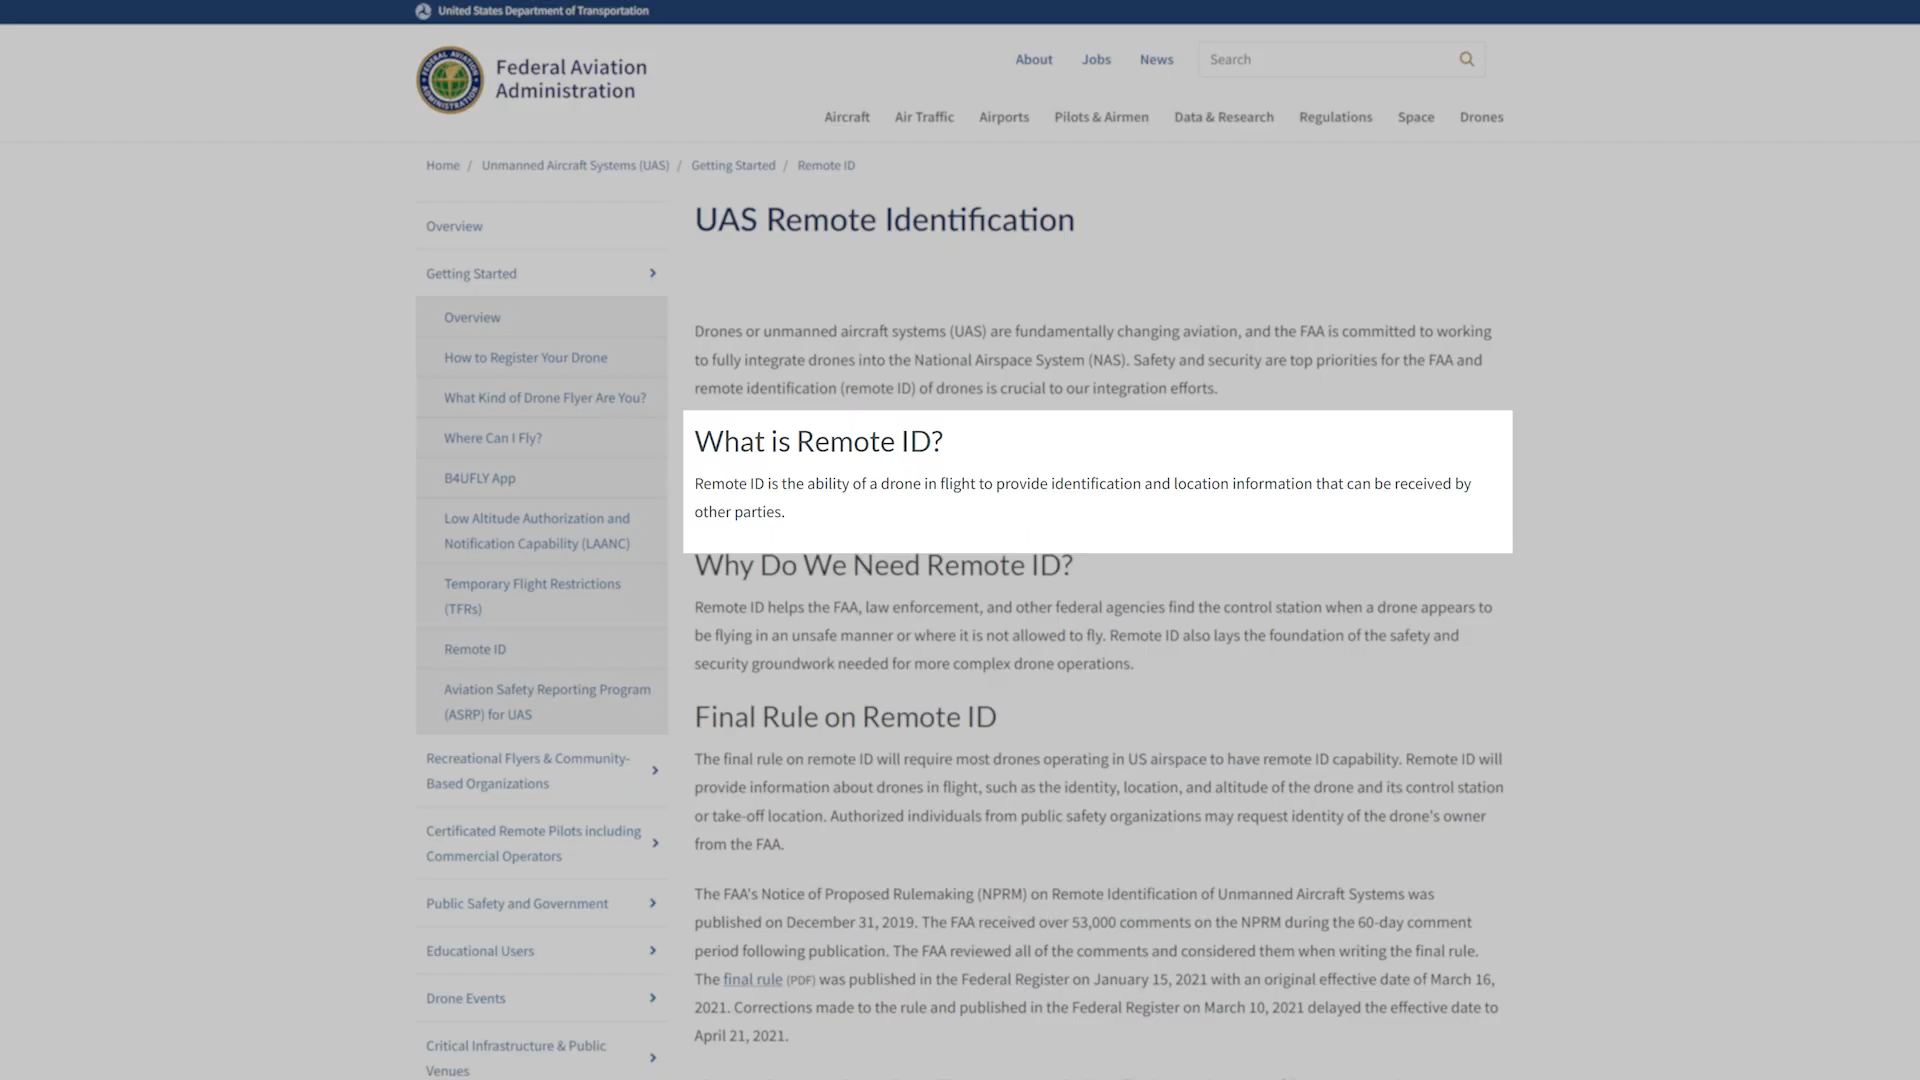 United States Department of Transportation
Federal Aviation
Administration
About Jobs News Search
Aircraft Air Traffic Airports Pilots & Airmen Data & Research Regulations Space Drones
Home / Unmanned Aircraft Systems (UAS) / Getting Started / Remote ID
Overview
Getting Started
Overview
How to Register Your Drone
What Kind of Drone Flyer Are You?
Where Can I Fly?
B4UFLY App
Low Altitude Authorization and
Notification Capability (LAANC)
Temporary Flight Restrictions
(TFRs)
Remote ID
Aviation Safety Reporting Program
(ASRP) for UAS
Recreational Flyers & Community-
Based Organizations
Certificated Remote Pilots including
Commercial Operators
Public Safety and Government
Educational Users
Drone Events
Critical Infrastructure & Public
Venues
UAS Remote Identification
Drones or unmanned aircraft systems (UAS) are fundamentally changing aviation, and the FAA is committed to working
to fully integrate drones into the National Airspace System (NAS). Safety and security are top priorities for the FAA and
remote identification (remote ID) of drones is crucial to our integration efforts.
What is Remote ID?
Remote ID is the ability of a drone in flight to provide identification and location information that can be received by
other parties.
Why Do We Need Remote ID?
Remote ID helps the FAA, law enforcement, and other federal agencies find the control station when a drone appears to
be flying in an unsafe manner or where it is not allowed to fly. Remote ID also lays the foundation of the safety and
security groundwork needed for more complex drone operations.
Final Rule on Remote ID
The final rule on remote ID will require most drones operating in US airspace to have remote ID capability. Remote ID will
provide information about drones in flight, such as the identity, location, and altitude of the drone and its control station
or take-off location. Authorized individuals from public safety organizations may request identity of the drone's owner
from the FAA.
The FAA's Notice of Proposed Rulemaking (NPRM) on Remote Identification of Unmanned Aircraft Systems was
published on December 31, 2019. The FAA received over 53,000 comments on the NPRM during the 60-day comment
period following publication. The FAA reviewed all of the comments and considered them when writing the final rule.
The final rule (PDF) was published in the Federal Register on January 15, 2021 with an original effective date of March 16,
2021. Corrections made to the rule and published in the Federal Register on March 10, 2021 delayed the effective date to
April 21, 2021.